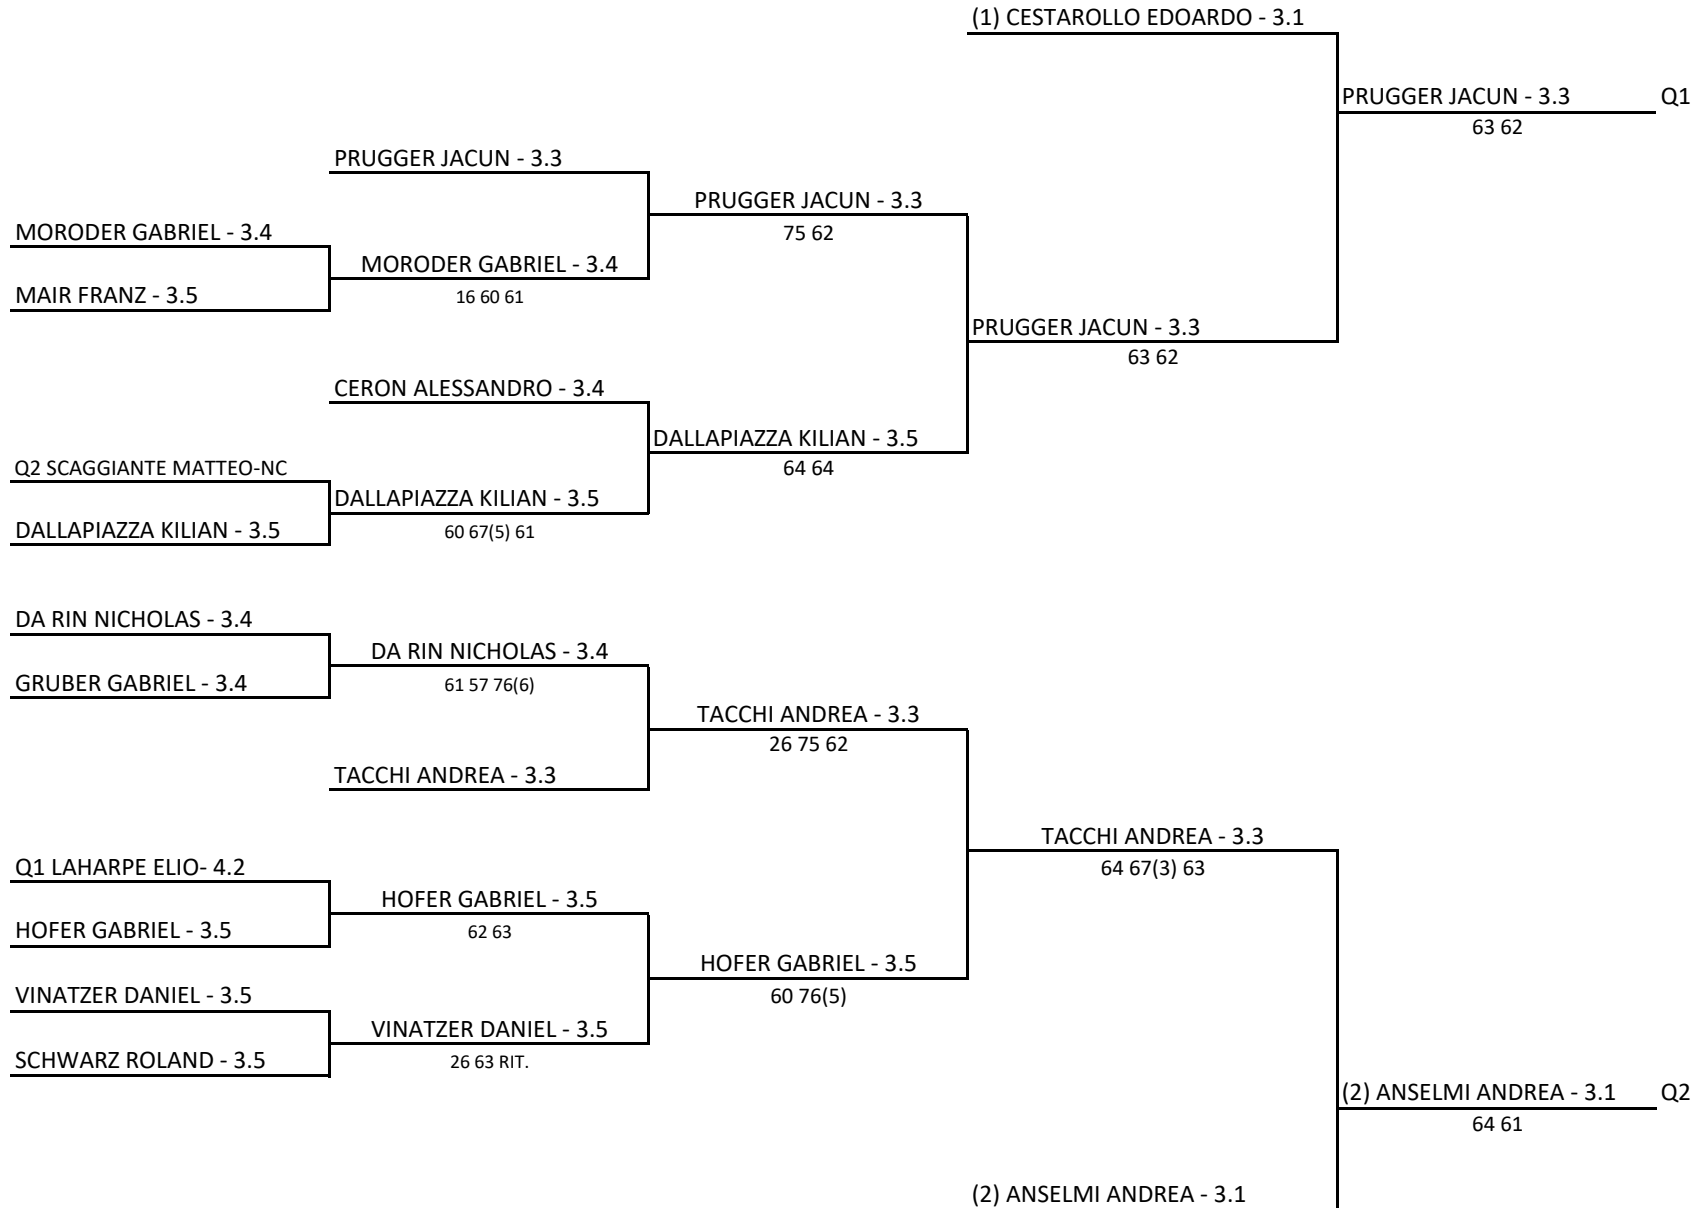 (1) CESTAROLLO EDOARDO - 3.1
PRUGGER JACUN - 3.3 Q1
63 62
PRUGGER JACUN - 3.3
PRUGGER JACUN - 3.3
75 62
MORODER GABRIEL - 3.4
MORODER GABRIEL - 3.4
16 60 61
MAIR FRANZ - 3.5
PRUGGER JACUN - 3.3
63 62
CERON ALESSANDRO - 3.4
DALLAPIAZZA KILIAN - 3.5
64 64
Q2 SCAGGIANTE MATTEO-NC
DALLAPIAZZA KILIAN - 3.5
60 67(5) 61
DALLAPIAZZA KILIAN - 3.5
DA RIN NICHOLAS - 3.4
DA RIN NICHOLAS - 3.4
61 57 76(6)
GRUBER GABRIEL - 3.4
TACCHI ANDREA - 3.3
26 75 62
TACCHI ANDREA - 3.3
TACCHI ANDREA - 3.3
64 67(3) 63
Q1 LAHARPE ELIO- 4.2
HOFER GABRIEL - 3.5
62 63
HOFER GABRIEL - 3.5
HOFER GABRIEL - 3.5
60 76(5)
VINATZER DANIEL - 3.5
VINATZER DANIEL - 3.5
26 63 RIT.
SCHWARZ ROLAND - 3.5
(2) ANSELMI ANDREA - 3.1 Q2
64 61
(2) ANSELMI ANDREA - 3.1